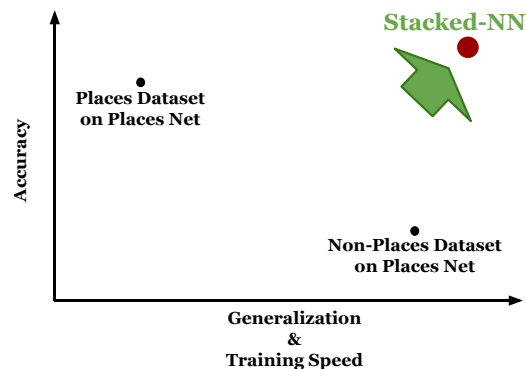 Stacked-NN
Places Dataset
on Places Net
Accuracy
Non-Places Dataset
on Places Net
Generalization
&
Training Speed